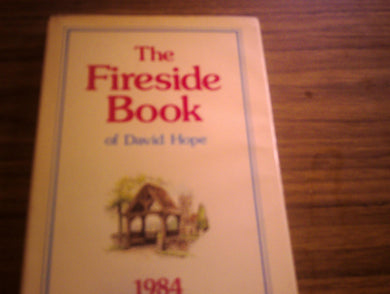 The
Fireside
Book
of David Hope
1984